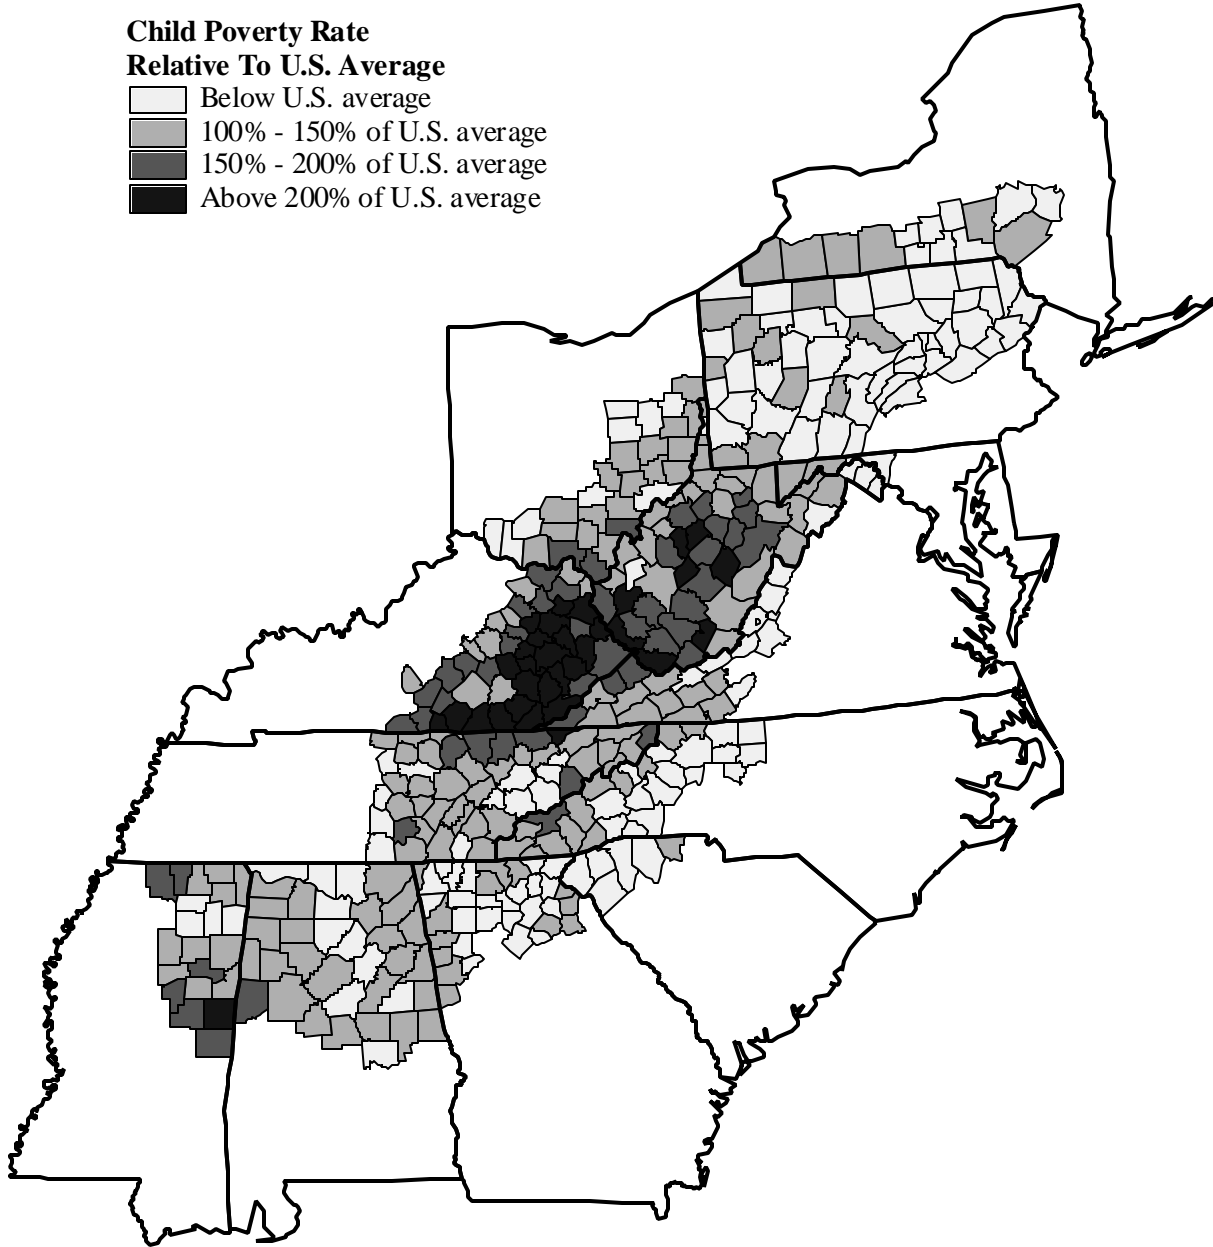 Child Poverty Rate
Relative To U.S. Average
Below U.S. average
100% - 150% of U.S. average
150% - 200% of U.S. average
Above 200% of U.S. average